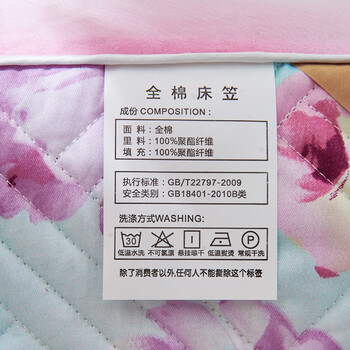 全棉床笠
成份 COMPOSITION:
面 料：全棉
里 料：100%聚酯纤维
填 充：100%聚酯纤维
执行标准：GB/T22797-2009
安全类别：GB18401-2010B类
洗涤方式WASHING:
30 P
低温水洗 不可氯漂 悬挂晾干 低温熨烫 常规干洗
除了消费者以外,任何人不能撕毁这个标签